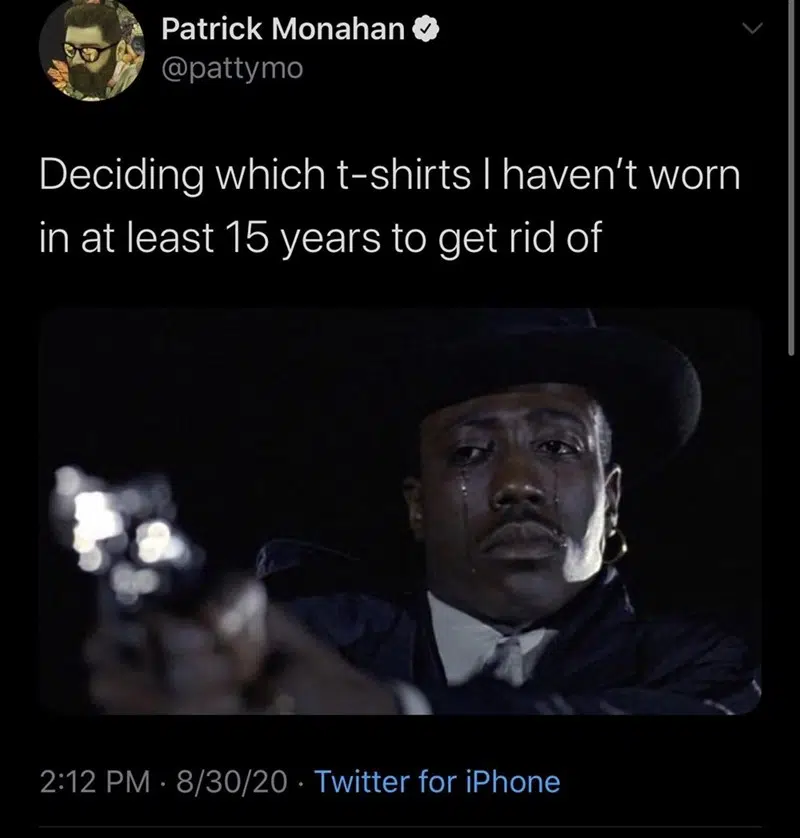 Patrick Monahan
@pattymo
Deciding which t-shirts I haven’t worn
in at least 15 years to get rid of
2:12 PM · 8/30/20 · Twitter for iPhone